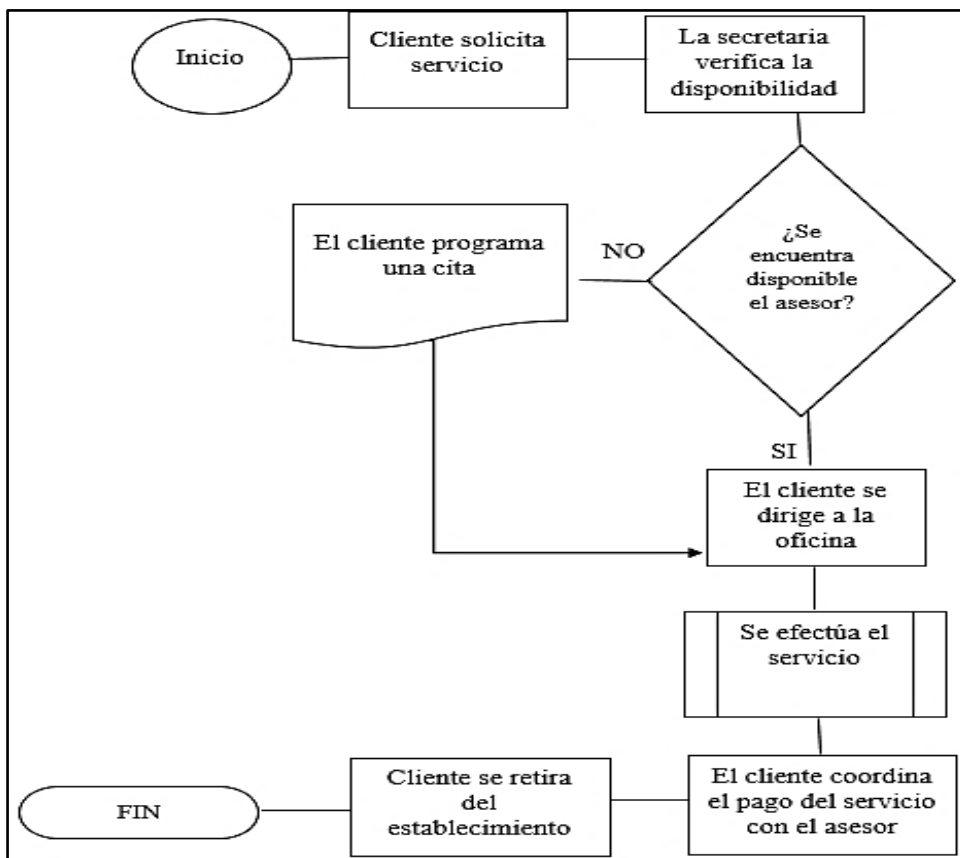 Inicio
Cliente solicita
servicio
La secretaria
verifica la
disponibilidad
¿Se
encuentra
disponible
el asesor?
NO
El cliente programa
una cita
SI
El cliente se
dirige a la
oficina
Se efectúa el
servicio
El cliente coordina
el pago del servicio
con el asesor
Cliente se retira
del
establecimiento
FIN